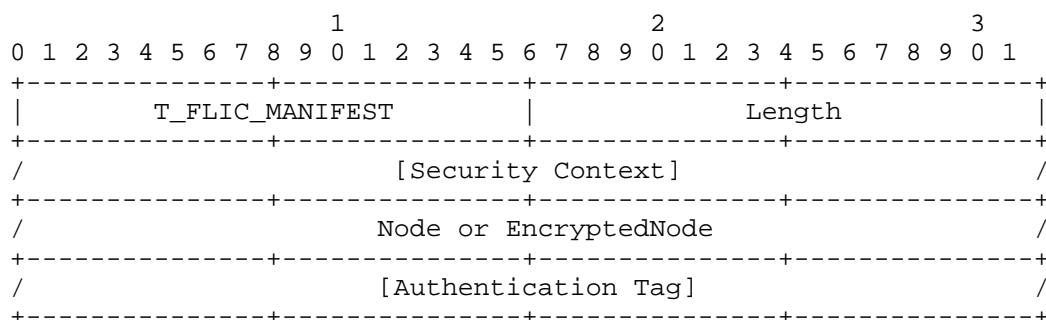 1                   2                   3
 0 1 2 3 4 5 6 7 8 9 0 1 2 3 4 5 6 7 8 9 0 1 2 3 4 5 6 7 8 9 0 1
+---------------+---------------+---------------+---------------+
|        T_FLIC_MANIFEST        |             Length            |
+---------------+---------------+---------------+---------------+
/                       [Security Context]                      /
+---------------+---------------+---------------+---------------+
/                      Node or EncryptedNode                    /
+---------------+---------------+---------------+---------------+
/                      [Authentication Tag]                     /
+---------------+---------------+---------------+---------------+